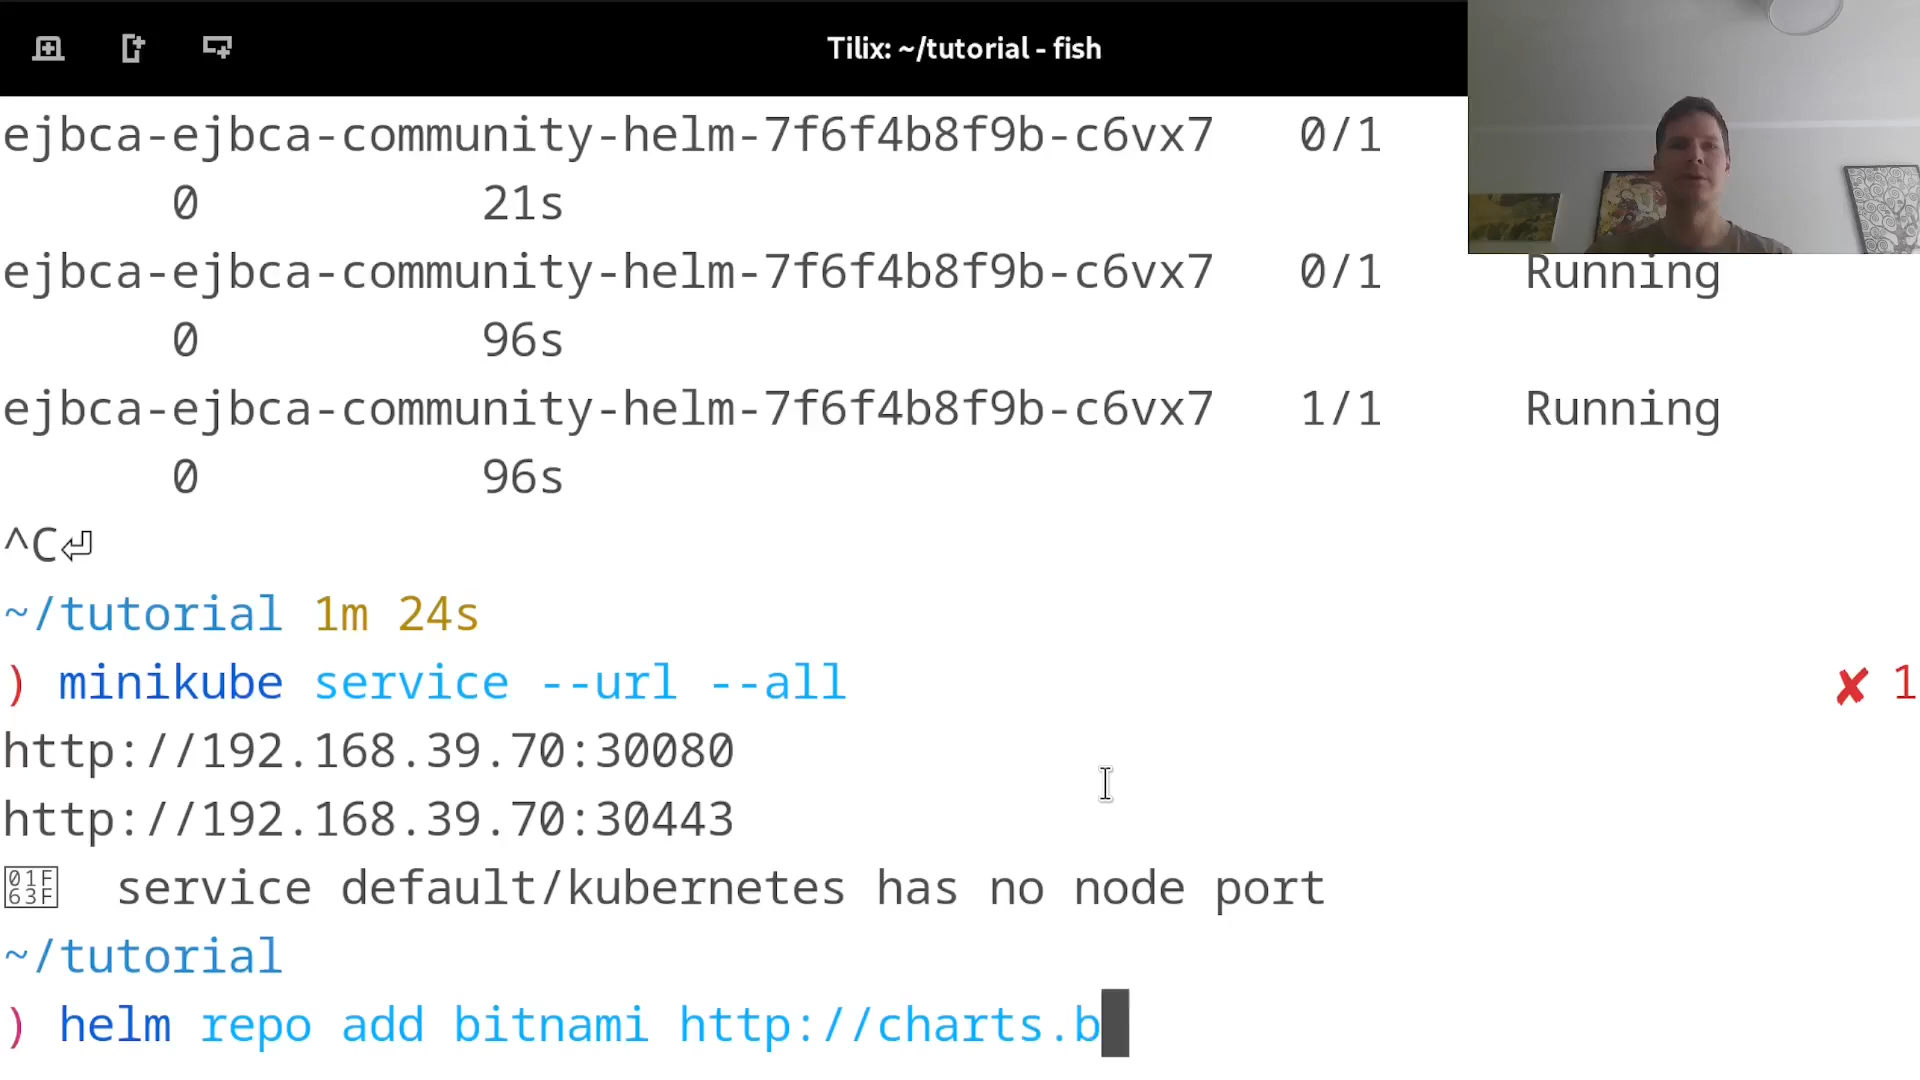 Tilix: ~/tutorial - fish
ejbca-ejbca-community-helm-7f6f4b8f9b-c6vx7 0/1
0 21s
ejbca-ejbca-community-helm-7f6f4b8f9b-c6vx7 0/1 Running
0 96s
ejbca-ejbca-community-helm-7f6f4b8f9b-c6vx7 1/1 Running
0 96s
^C⏎
~/tutorial 1m 24s
) minikube service --url --all ✘ 1
http://192.168.39.70:30080
http://192.168.39.70:30443
01F63F service default/kubernetes has no node port
~/tutorial
) helm repo add bitnami http://charts.b